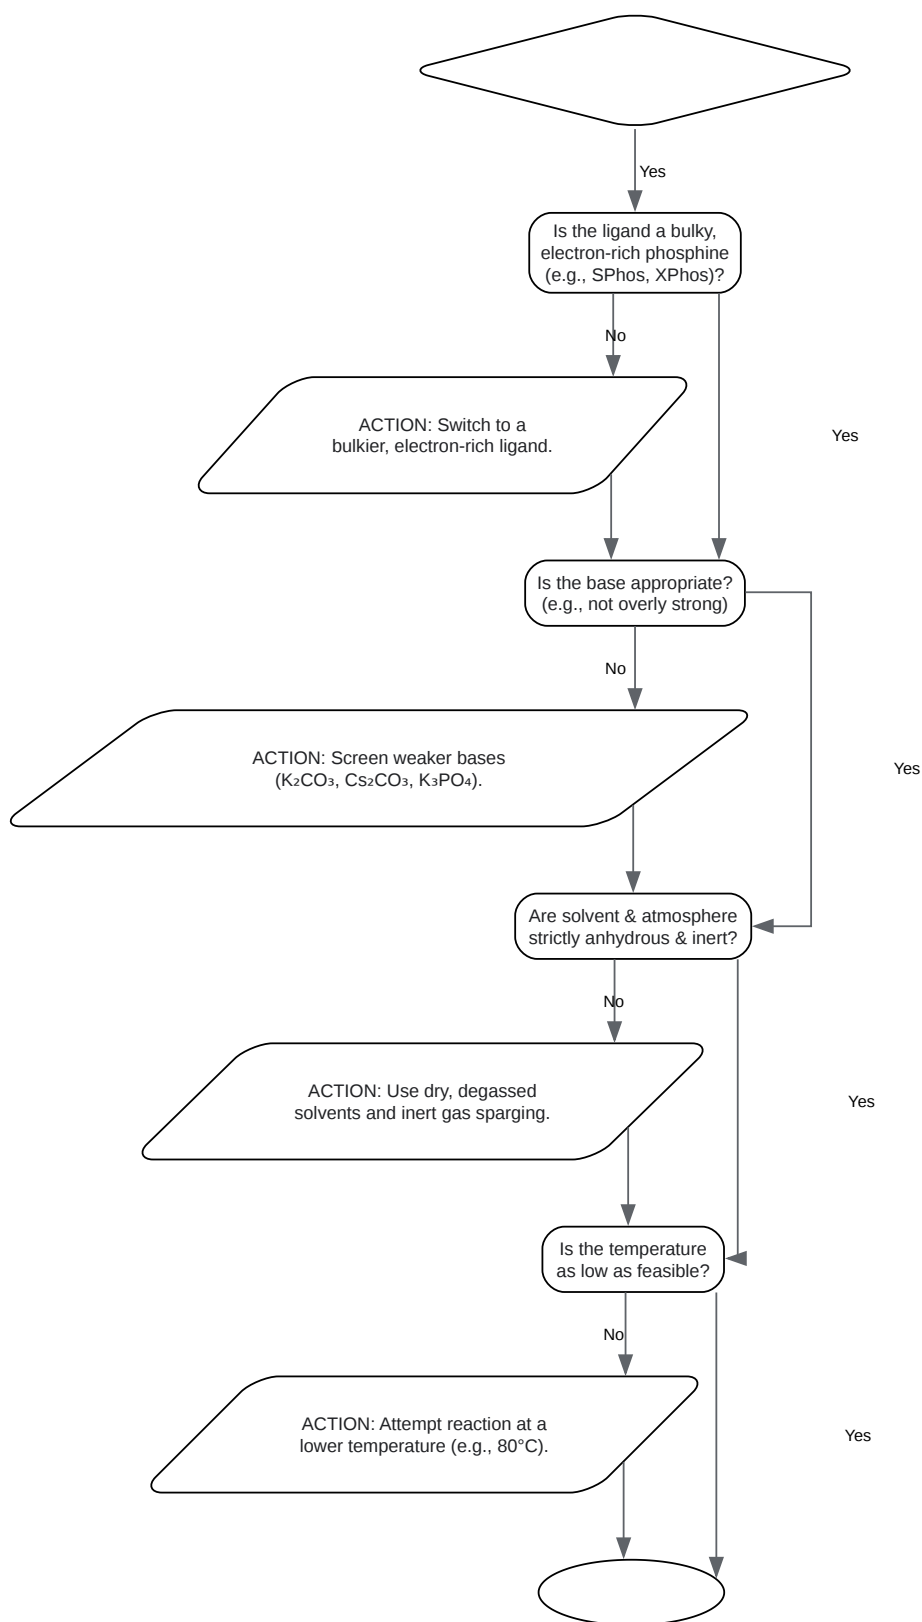 Yes
Is the ligand a bulky,
electron-rich phosphine
(e.g., SPhos, XPhos)?
No
ACTION: Switch to a
bulkier, electron-rich ligand.
Yes
Is the base appropriate?
(e.g., not overly strong)
No
ACTION: Screen weaker bases
(K₂CO₃, Cs₂CO₃, K₃PO₄).
Yes
Are solvent & atmosphere
strictly anhydrous & inert?
No
ACTION: Use dry, degassed
solvents and inert gas sparging.
Yes
Is the temperature
as low as feasible?
No
ACTION: Attempt reaction at a
lower temperature (e.g., 80°C).
Yes